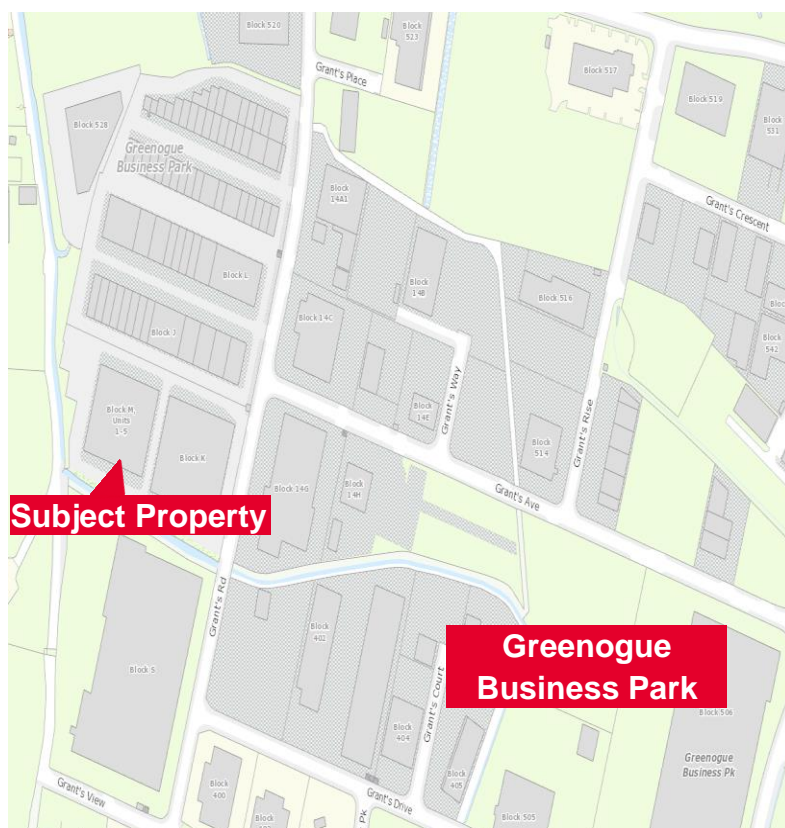 Block 520
Block
523
Grant's Place
Block 517
Block 519
Block
531
Block 528
Greenogue
Business Park
Block
14A1
Grant's Crescent
Block L
Block
14B
Block 516
Block 14C
Block J
Block
542
Grant's Way
Block
14E
Grant's Rise
Block M,
Units
1-5
Block K
Block
514
Block 14G
Block
14H
Grant's Ave
Subject Property
Grant's Rd
Block
402
Greenogue
Business Park
Block S
Grant's Court
Block
404
Block 506
Greenogue
Business Pk
Block
405
Grant's View
Block
400
Grant's Drive
Pk
Block 505